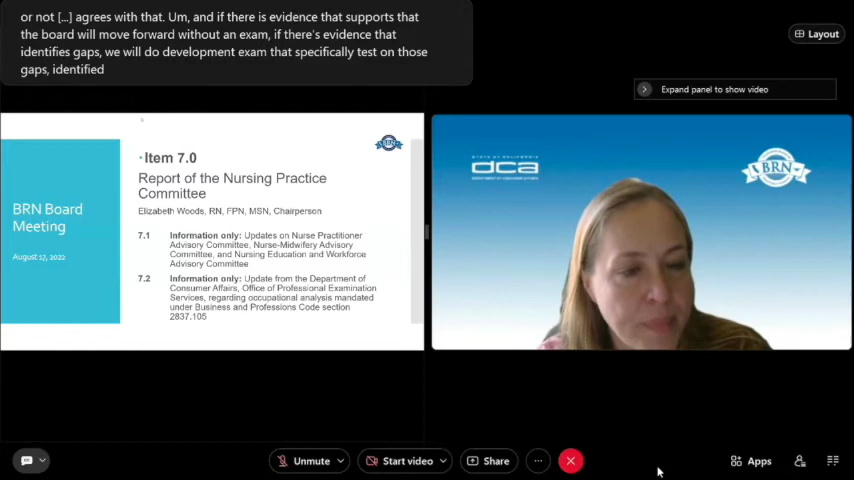 or not [...] agrees with that. Um, and if there is evidence that supports that
the board will move forward without an exam, if there's evidence that
identifies gaps, we will do development exam that specifically test on those
gaps, identified
Layout
Expand panel to show video
BRN Board
Meeting
August 17, 2022
BRN
Item 7.0
Report of the Nursing Practice
Committee
Elizabeth Woods, RN, FPN, MSN, Chairperson
7.1 Information only: Updates on Nurse Practitioner
Advisory Committee, Nurse-Midwifery Advisory
Committee, and Nursing Education and Workforce
Advisory Committee
7.2 Information only: Update from the Department of
Consumer Affairs, Office of Professional Examination
Services, regarding occupational analysis mandated
under Business and Professions Code section
2837.105
STATE OF CALIFORNIA
dca
DEPARTMENT OF CONSUMER AFFAIRS
BRN
Unmute
Start video
Share
Apps